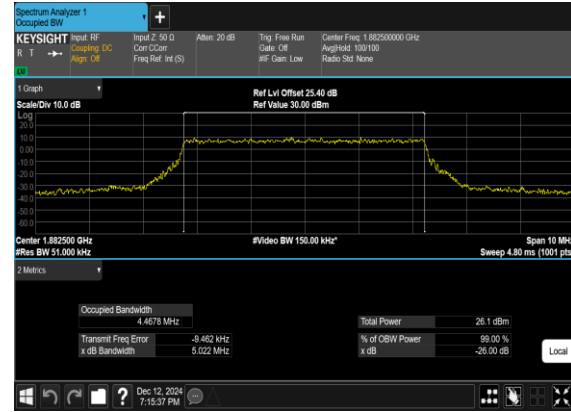 Spectrum Analyzer 1
Occupied BW
+
KEYSIGHT Input: RF Input Z: 50 Ω Atten: 20 dB Trig: Free Run Center Freq: 1.882500000 GHz
R T Coupling: DC Corr CCorr Gate: Off Avg|Hold: 100/100
Align: Off Freq Ref: Int (S) #IF Gain: Low Radio Std: None
LV
1 Graph
Ref Lvl Offset 25.40 dB
Scale/Div 10.0 dB Ref Value 30.00 dBm
Log
20.0
10.0
0.00
-10.0
-20.0
-30.0
-40.0
-50.0
-60.0
Center 1.882500 GHz #Video BW 150.00 kHz* Span 10 MHz
#Res BW 51.000 kHz Sweep 4.80 ms (1001 pts)
2 Metrics
Occupied Bandwidth
4.4678 MHz Total Power 26.1 dBm
Transmit Freq Error -9.462 kHz % of OBW Power 99.00 %
x dB Bandwidth 5.022 MHz x dB -26.00 dB
Local
? Dec 12, 2024
7:15:37 PM